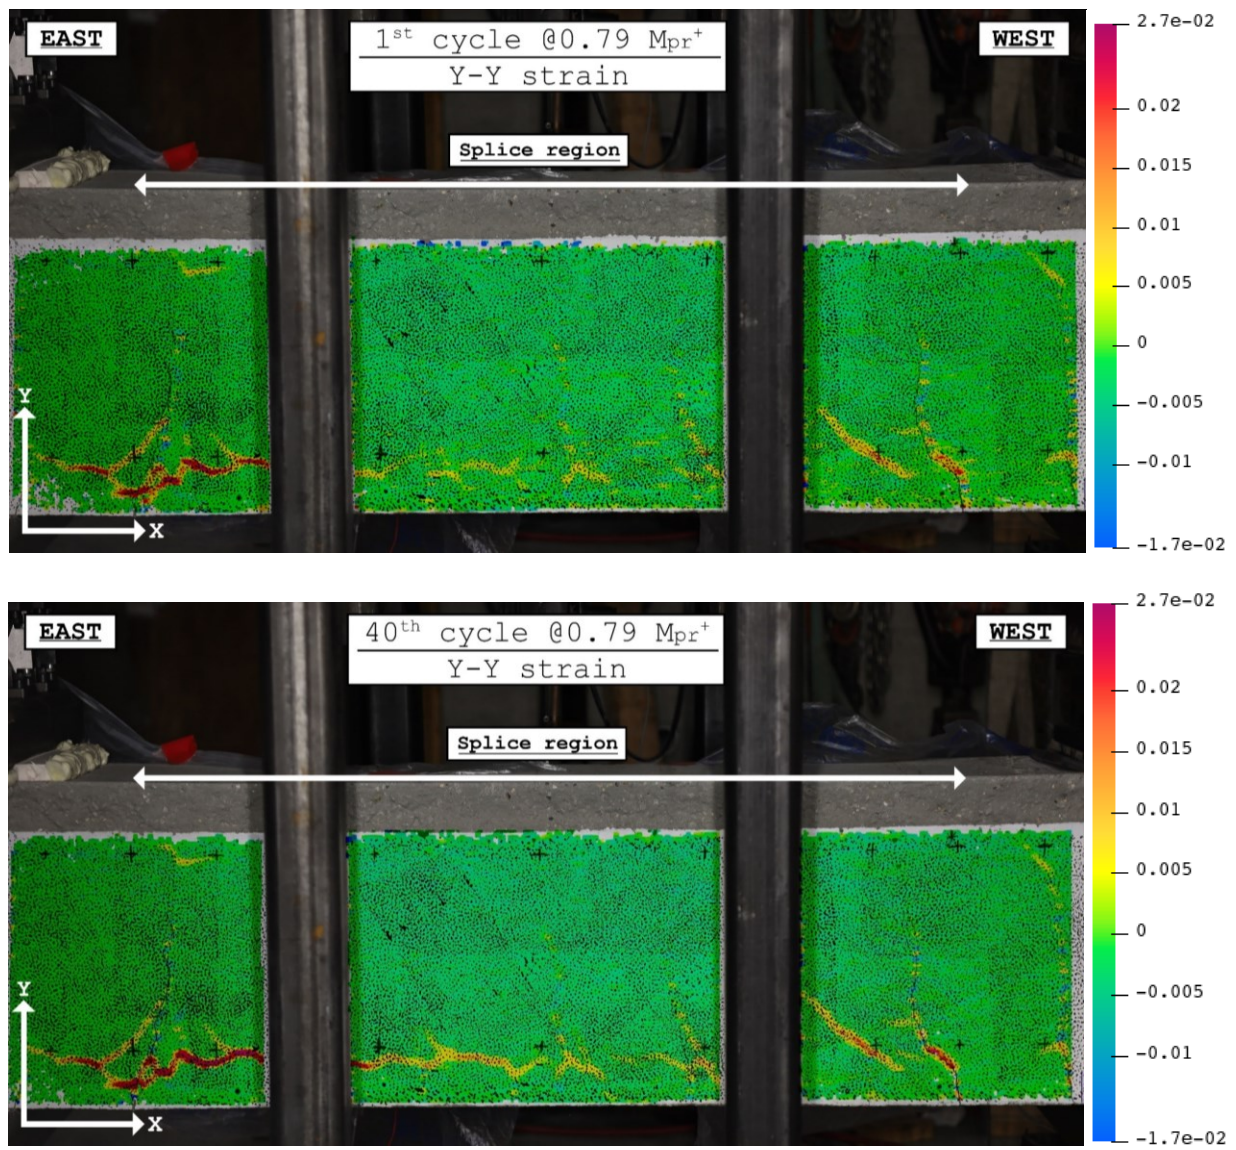 EAST
1st cycle @0.79 Mpr+
Y-Y strain
WEST
Splice region
Y
X
2.7e-02
0.02
0.015
0.01
0.005
0
-0.005
-0.01
-1.7e-02
EAST
40th cycle @0.79 Mpr+
Y-Y strain
WEST
Splice region
Y
X
2.7e-02
0.02
0.015
0.01
0.005
0
-0.005
-0.01
-1.7e-02